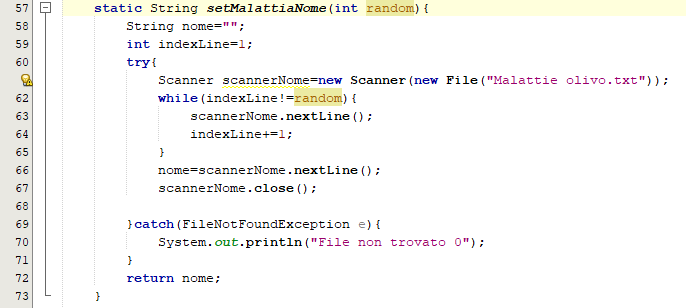 57 static String setMalattiaNome(int random){
58 String nome="";
59 int indexLine=1;
60 try{
Scanner scannerNome=new Scanner(new File("Malattie olivo.txt"));
62 while(indexLine!=random){
63 scannerNome.nextLine();
64 indexLine+=1;
65 }
66 nome=scannerNome.nextLine();
67 scannerNome.close();
68
69 }catch(FileNotFoundException e){
70 System.out.println("File non trovato 0");
71 }
72 return nome;
73 }